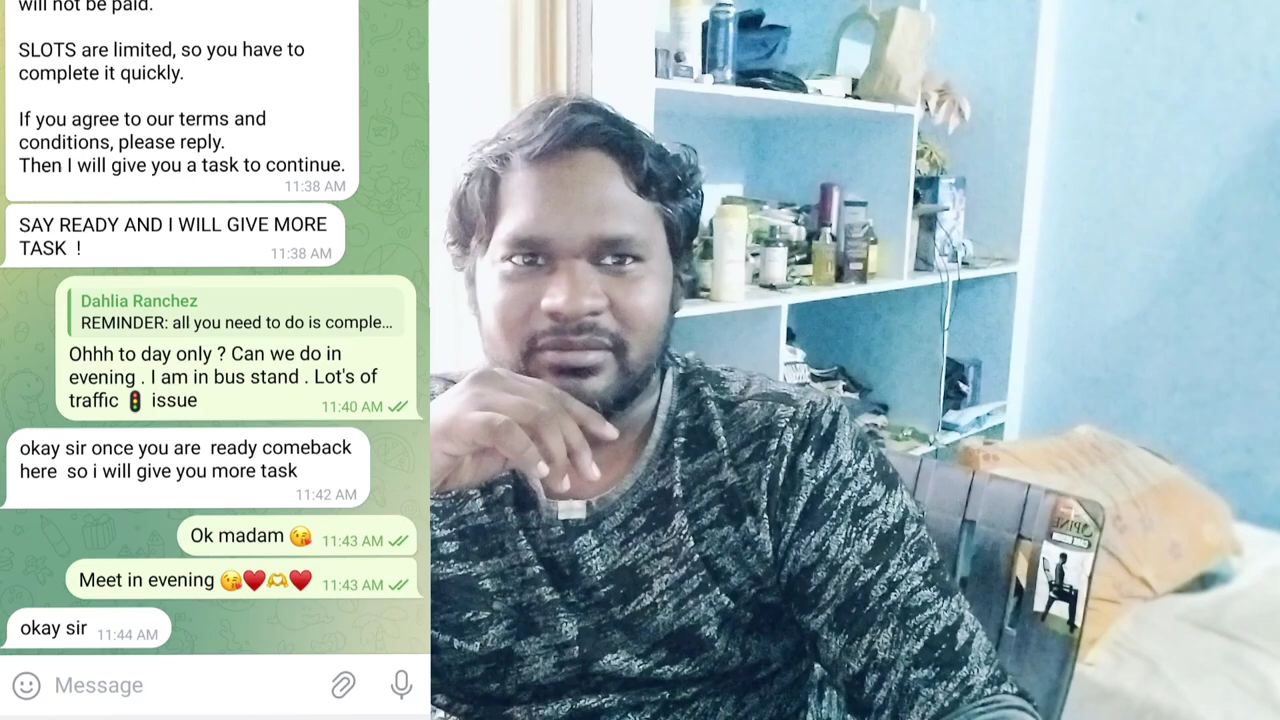 will not be paid.
SLOTS are limited, so you have to
complete it quickly.
If you agree to our terms and
conditions, please reply.
Then I will give you a task to continue.
11:38 AM
SAY READY AND I WILL GIVE MORE
TASK !
11:38 AM
Dahlia Ranchez
REMINDER: all you need to do is comple...
Ohhh to day only ? Can we do in
evening . I am in bus stand . Lot's of
traffic 🚦 issue
11:40 AM
okay sir once you are ready comeback
here so i will give you more task
11:42 AM
Ok madam 😘 11:43 AM
Meet in evening 😘♥️🫶♥️ 11:43 AM
okay sir 11:44 AM
Message
SPINE